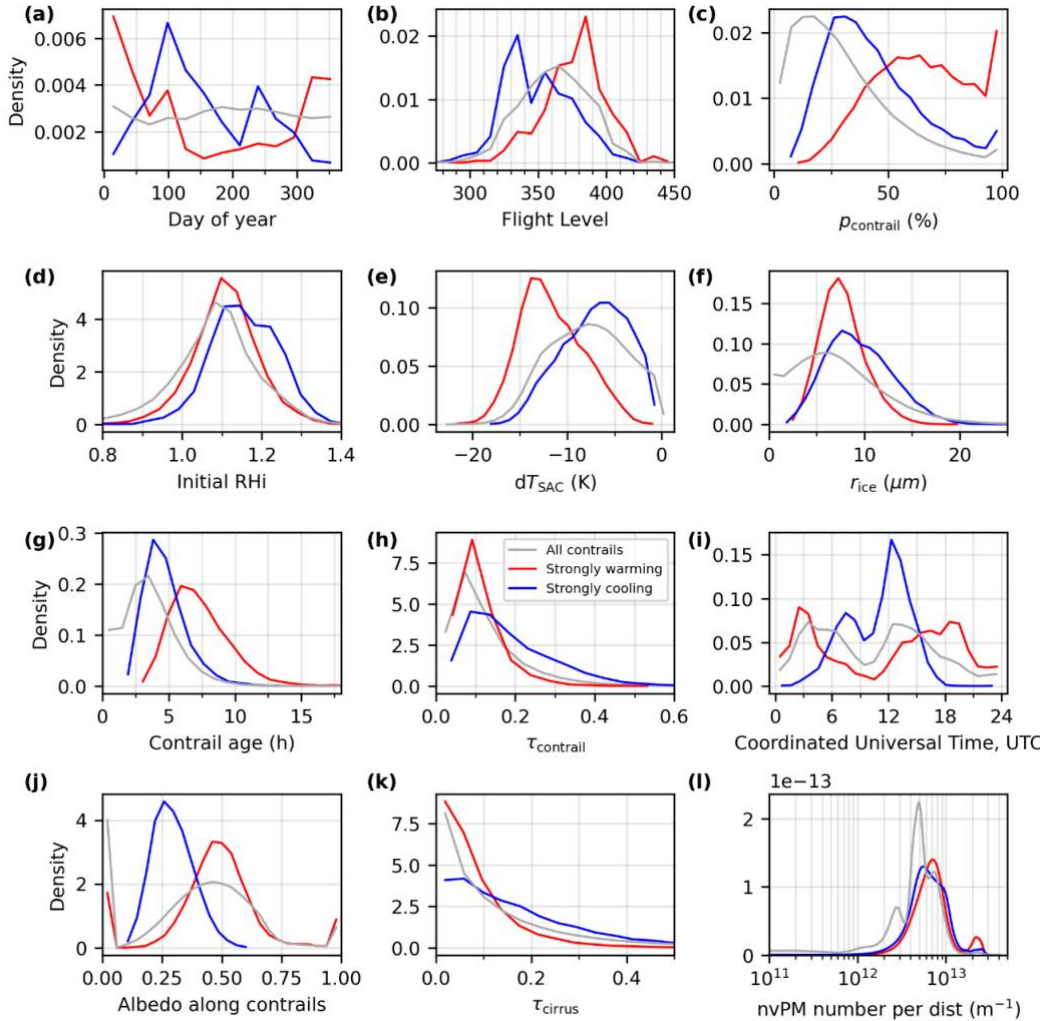 (a)
(b)
(c)
0.006
0.004
0.002
Density
0 100 200 300
Day of year
0.02
0.01
0.00
300 350 400 450
Flight Level
0.02
0.01
0.00
0 50 100
p_contrail (%)
(d)
(e)
(f)
4
2
0
Density
0.8 1.0 1.2 1.4
Initial RHi
0.10
0.05
0.00
−20 −10 0
dT_SAC (K)
0.15
0.10
0.05
0.00
0 10 20
r_ice (μm)
(g)
(h)
(i)
0.3
0.2
0.1
0.0
Density
0 5 10 15
Contrail age (h)
7.5
5.0
2.5
0.0
All contrails
Strongly warming
Strongly cooling
0.0 0.2 0.4 0.6
τ_contrail
0.15
0.10
0.05
0.00
0 6 12 18 24
Coordinated Universal Time, UTC
(j)
(k)
(l)
4
2
0
Density
0.00 0.25 0.50 0.75 1.00
Albedo along contrails
7.5
5.0
2.5
0.0
0.0 0.2 0.4
τ_cirrus
1e−13
2
1
0
10^11 10^12 10^13
nvPM number per dist (m^−1)